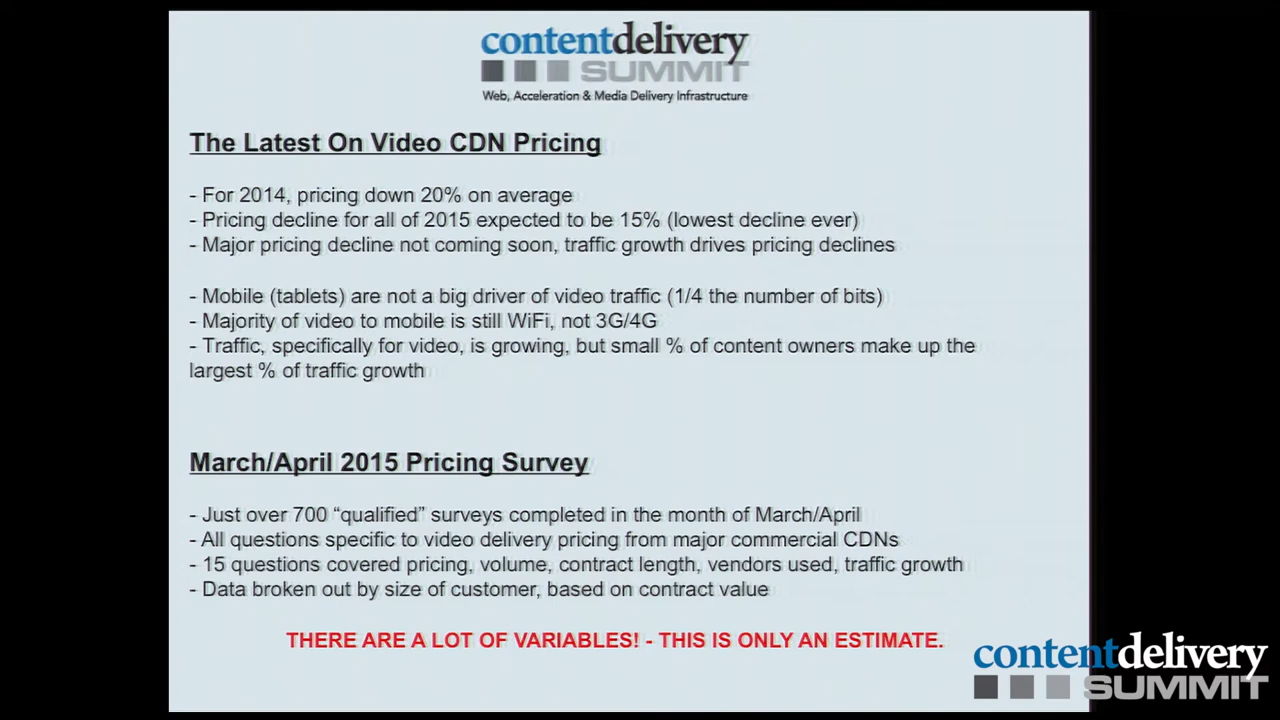 contentdelivery
SUMMIT
Web, Acceleration & Media Delivery Infrastructure
The Latest On Video CDN Pricing
- For 2014, pricing down 20% on average
- Pricing decline for all of 2015 expected to be 15% (lowest decline ever)
- Major pricing decline not coming soon, traffic growth drives pricing declines
- Mobile (tablets) are not a big driver of video traffic (1/4 the number of bits)
- Majority of video to mobile is still WiFi, not 3G/4G
- Traffic, specifically for video, is growing, but small % of content owners make up the
largest % of traffic growth
March/April 2015 Pricing Survey
- Just over 700 “qualified” surveys completed in the month of March/April
- All questions specific to video delivery pricing from major commercial CDNs
- 15 questions covered pricing, volume, contract length, vendors used, traffic growth
- Data broken out by size of customer, based on contract value
THERE ARE A LOT OF VARIABLES! - THIS IS ONLY AN ESTIMATE.
contentdelivery
SUMMIT